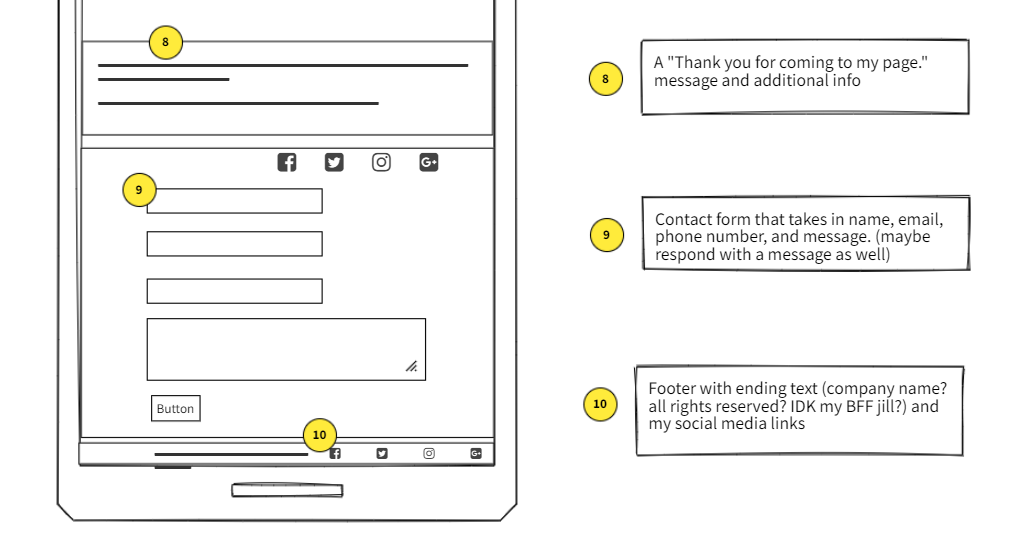 8
8
A "Thank you for coming to my page."
message and additional info
9
9
Contact form that takes in name, email,
phone number, and message. (maybe
respond with a message as well)
Button
10
10
Footer with ending text (company name?
all rights reserved? IDK my BFF jill?) and
my social media links